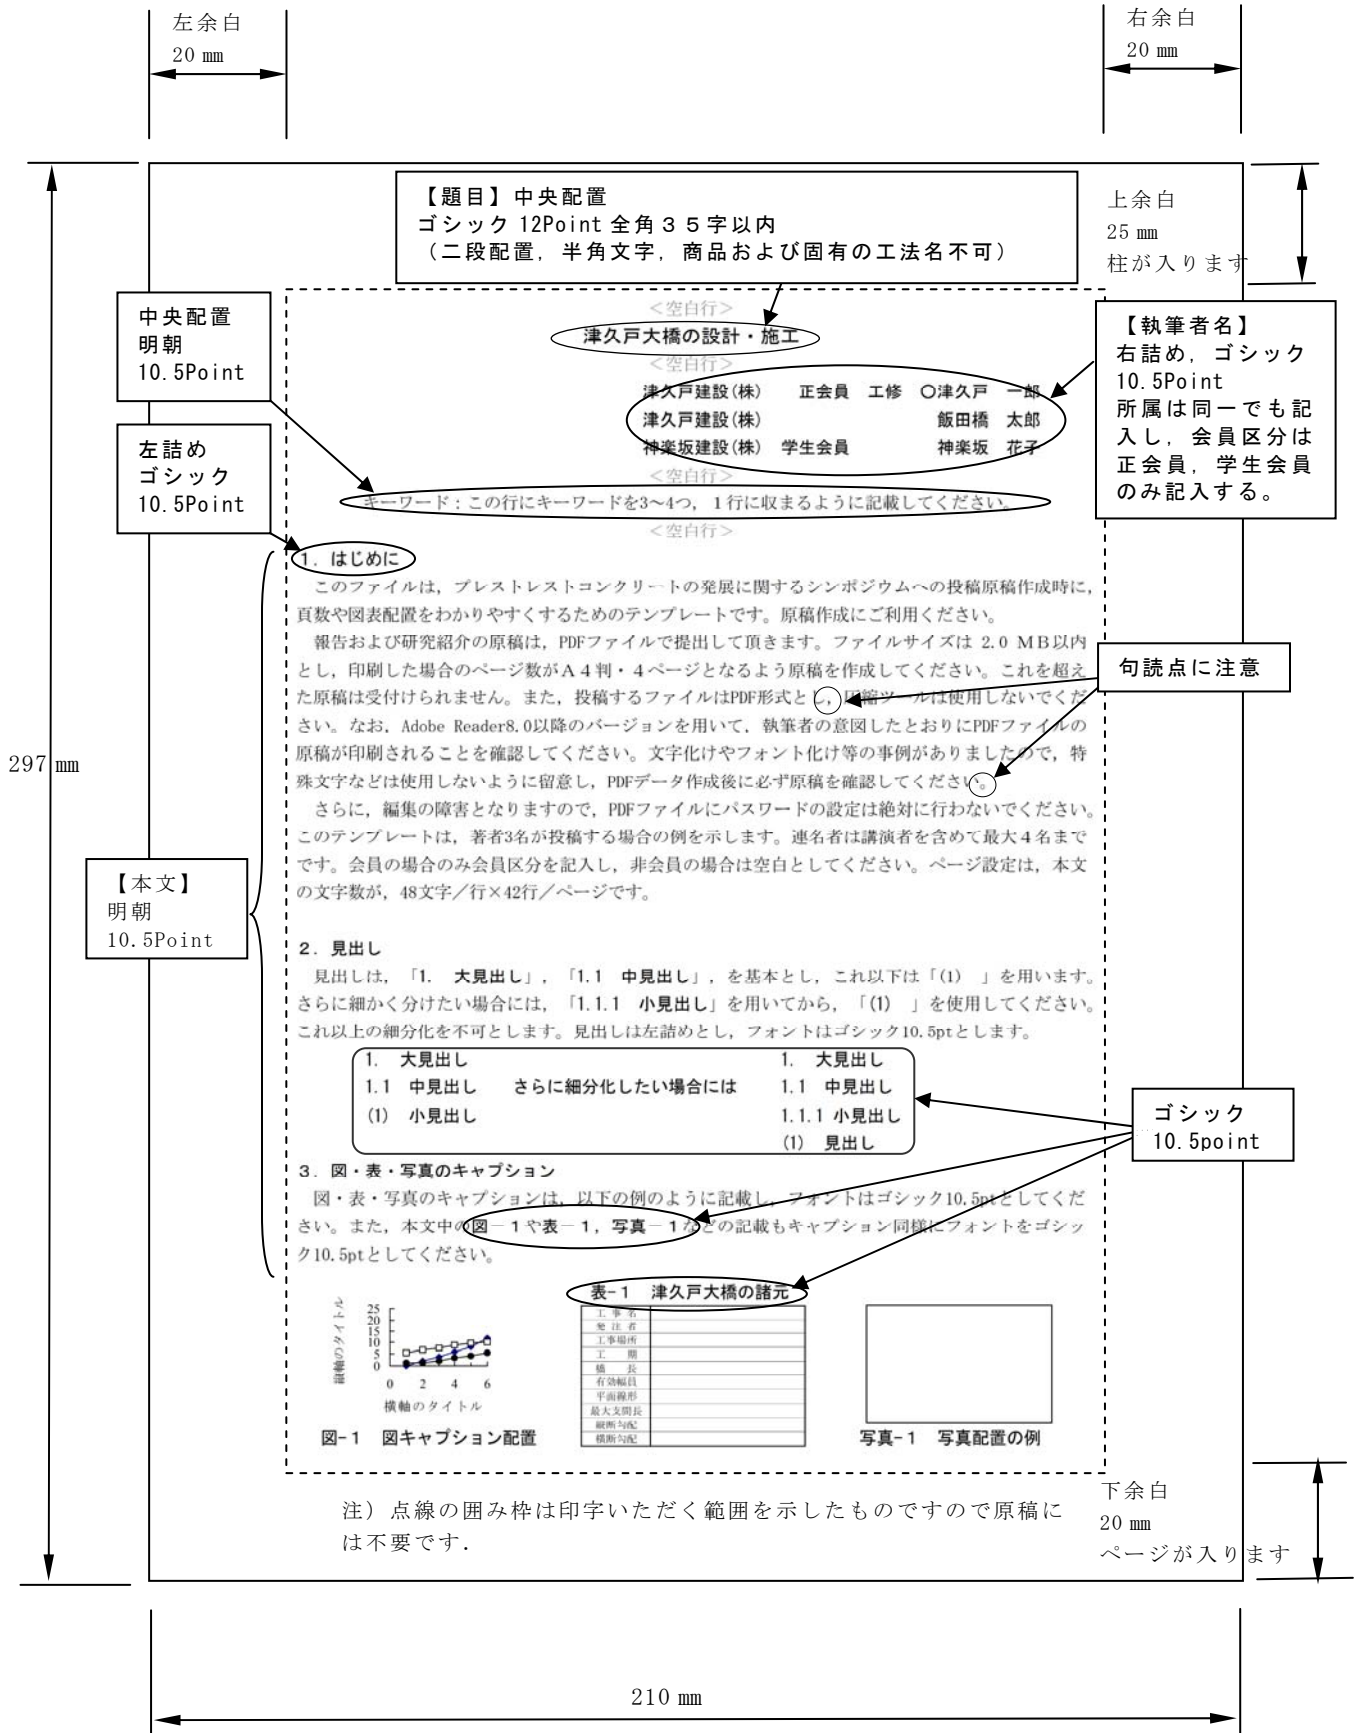 左余白
20 mm
右余白
20 mm
【題目】中央配置
ゴシック 12Point 全角３５字以内
（二段配置，半角文字，商品および固有の工法名不可）
上余白
25 mm
柱が入ります
中央配置
明朝
10.5Point
左詰め
ゴシック
10.5Point
【執筆者名】
右詰め，ゴシック
10.5Point
所属は同一でも記
入し，会員区分は
正会員，学生会員
のみ記入する。
＜空白行＞
津久戸大橋の設計・施工
＜空白行＞
津久戸建設(株)　正会員　工修　○津久戸　一郎
津久戸建設(株)　飯田橋　太郎
神楽坂建設(株)　学生会員　神楽坂　花子
＜空白行＞
キーワード：この行にキーワードを3～4つ，１行に収まるように記載してください。
＜空白行＞
1. はじめに
このファイルは，プレストレストコンクリートの発展に関するシンポジウムへの投稿原稿作成時に，
頁数や図表配置をわかりやすくするためのテンプレートです。原稿作成にご利用ください。
報告および研究紹介の原稿は，PDFファイルで提出して頂きます。ファイルサイズは 2.0 MB以内
とし，印刷した場合のページ数がＡ４判・４ページとなるよう原稿を作成してください。これを超え
た原稿は受付けられません。また，投稿するファイルはPDF形式とし，圧縮ツールは使用しないでくだ
さい。なお，Adobe Reader8.0以降のバージョンを用いて，執筆者の意図したとおりにPDFファイルの
原稿が印刷されることを確認してください。文字化けやフォント化け等の事例がありましたので，特
殊文字などは使用しないように留意し，PDFデータ作成後に必ず原稿を確認してください。
さらに，編集の障害となりますので，PDFファイルにパスワードの設定は絶対に行わないでください。
このテンプレートは，著者3名が投稿する場合の例を示します。連名者は講演者を含めて最大４名まで
です。会員の場合のみ会員区分を記入し，非会員の場合は空白としてください。ページ設定は，本文
の文字数が，48文字／行×42行／ページです。
句読点に注意
297 mm
【本文】
明朝
10.5Point
２. 見出し
見出しは，「1.　大見出し」，「1.1　中見出し」，を基本とし，これ以下は「(1)　」を用います。
さらに細かく分けたい場合には，「1.1.1　小見出し」を用いてから，「(1)　」を使用してください。
これ以上の細分化を不可とします。見出しは左詰めとし，フォントはゴシック10.5ptとします。
1.　大見出し　　1.　大見出し
1.1　中見出し　　さらに細分化したい場合には　　1.1　中見出し
(1)　小見出し　　1.1.1 小見出し
(1)　見出し
ゴシック
10.5point
３. 図・表・写真のキャプション
図・表・写真のキャプションは，以下の例のように記載し，フォントはゴシック10.5ptとしてくだ
さい。また，本文中の図－１や表－１，写真－１などの記載もキャプション同様にフォントをゴシッ
ク10.5ptとしてください。
縦軸のタイトル
25
20
15
10
5
0
0 2 4 6
横軸のタイトル
図-１　図キャプション配置
表-１　津久戸大橋の諸元
工 事 名
発 注 者
工事場所
工　期
橋　長
有効幅員
平面線形
最大支間長
縦断勾配
横断勾配
写真-１　写真配置の例
注）点線の囲み枠は印字いただく範囲を示したものですので原稿に
は不要です．
下余白
20 mm
ページが入ります
210 mm